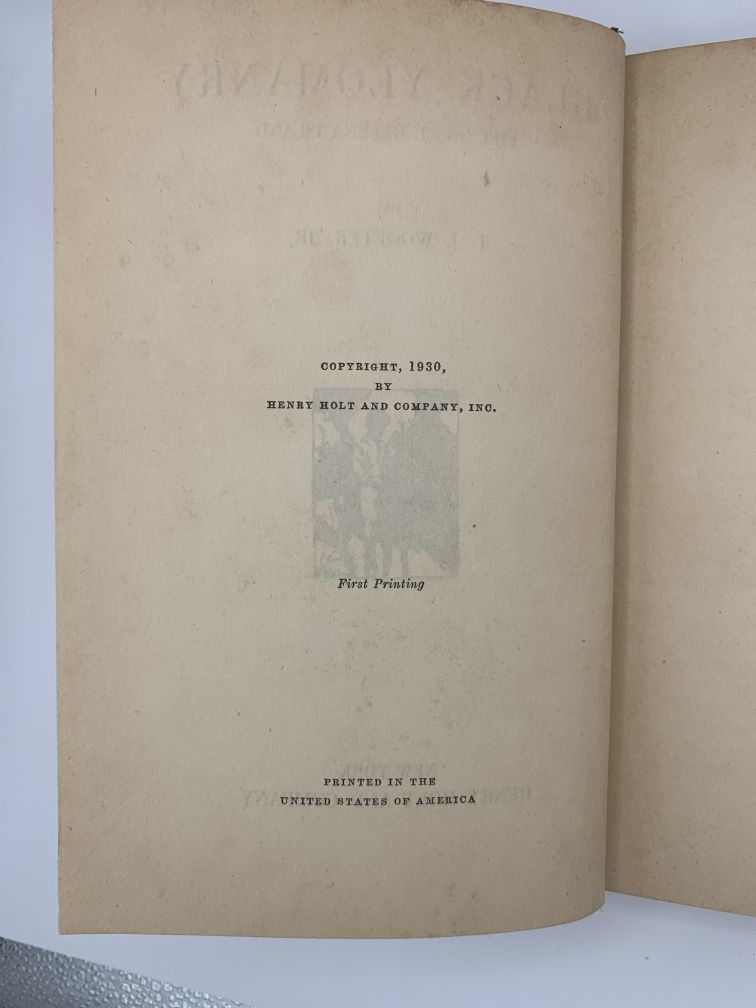 COPYRIGHT, 1930,
BY
HENRY HOLT AND COMPANY, INC.
First Printing
PRINTED IN THE
UNITED STATES OF AMERICA